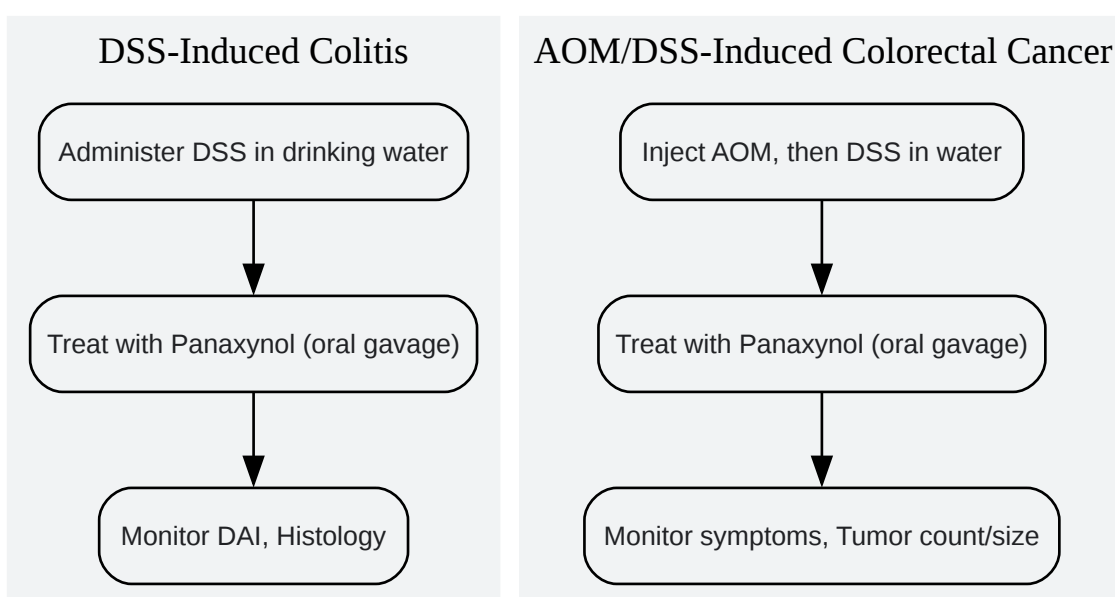 DSS-Induced Colitis
Administer DSS in drinking water
Treat with Panaxynol (oral gavage)
Monitor DAI, Histology
AOM/DSS-Induced Colorectal Cancer
Inject AOM, then DSS in water
Treat with Panaxynol (oral gavage)
Monitor symptoms, Tumor count/size